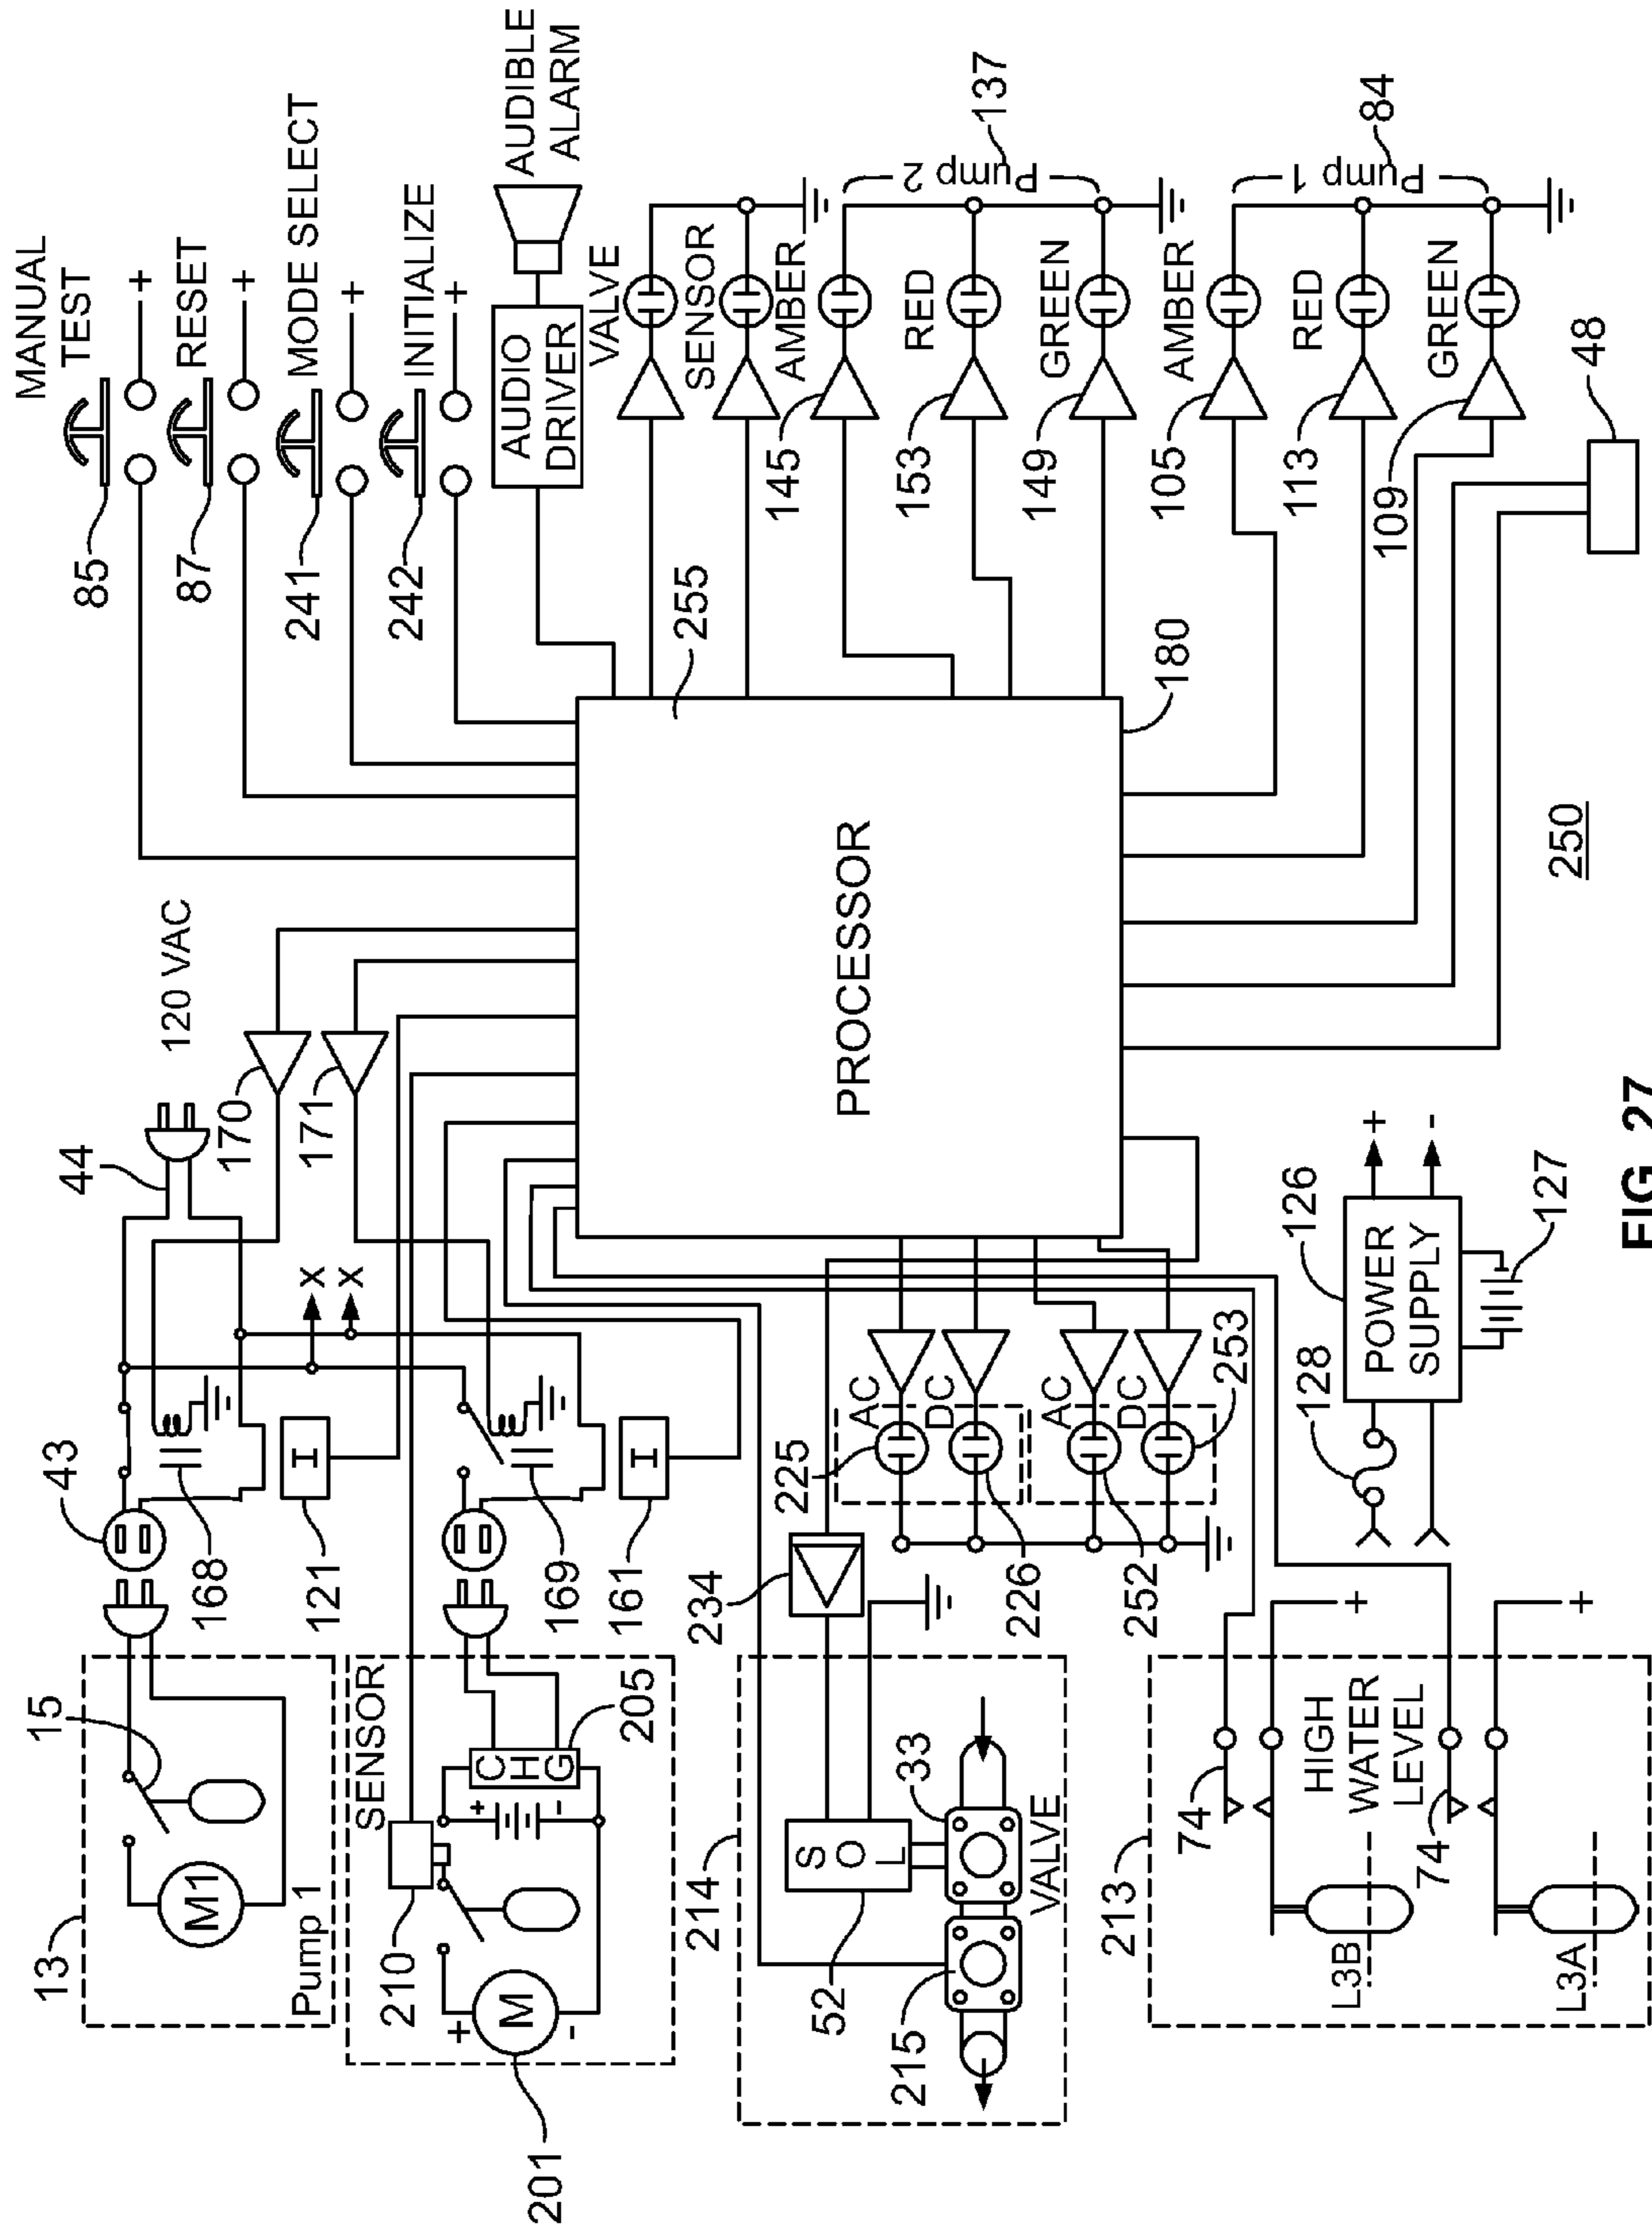 MANUAL
TEST
+
85
RESET
+
87
MODE SELECT
+
241
INITIALIZE
+
242
AUDIO
DRIVER
AUDIBLE
ALARM
VALVE
SENSOR
AMBER
145
RED
153
GREEN
149
Pump 2
137
AMBER
105
RED
113
GREEN
109
Pump 1
84
48
255
180
PROCESSOR
120 VAC
44
170
171
X
X
43
168
I
121
169
I
161
15
M1
13
Pump 1
SENSOR
210
C
H
G
205
+
-
+
M
-
201
234
225
AC
DC
226
AC
DC
252
253
214
S
O
L
52
33
215
VALVE
213
74
+
HIGH
WATER
LEVEL
74
+
L3B
L3A
128
POWER
SUPPLY
126
+
-
127
250
FIG. 27